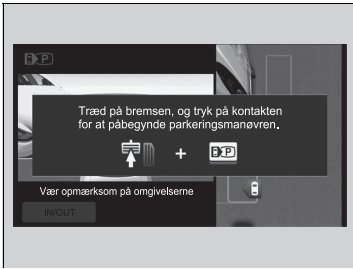 Træd på bremsen, og tryk på kontakten
for at påbegynde parkeringsmanøvren.
+
Vær opmærksom på omgivelserne
IN/OUT